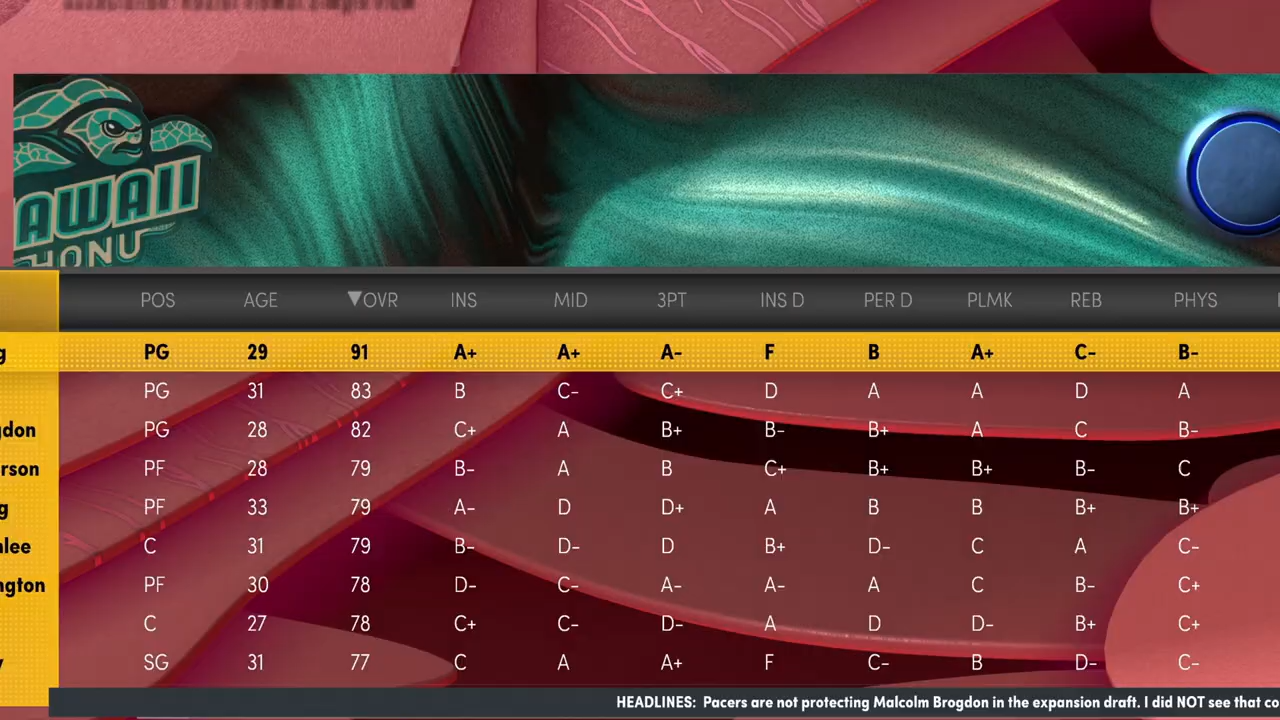 AWAII
HONU
POS AGE ▼OVR INS MID 3PT INS D PER D PLMK REB PHYS
g PG 29 91 A+ A+ A- F B A+ C- B-
PG 31 83 B C- C+ D A A D A
gdon PG 28 82 C+ A B+ B- B+ A C B-
erson PF 28 79 B- A B C+ B+ B+ B- C
g PF 33 79 A- D D+ A B B B+ B+
nlee C 31 79 B- D- D B+ D- C A C-
ngton PF 30 78 D- C- A- A- A C B- C+
C 27 78 C+ C- D- A D D- B+ C+
y SG 31 77 C A A+ F C- B D- C-
HEADLINES: Pacers are not protecting Malcolm Brogdon in the expansion draft. I did NOT see that co